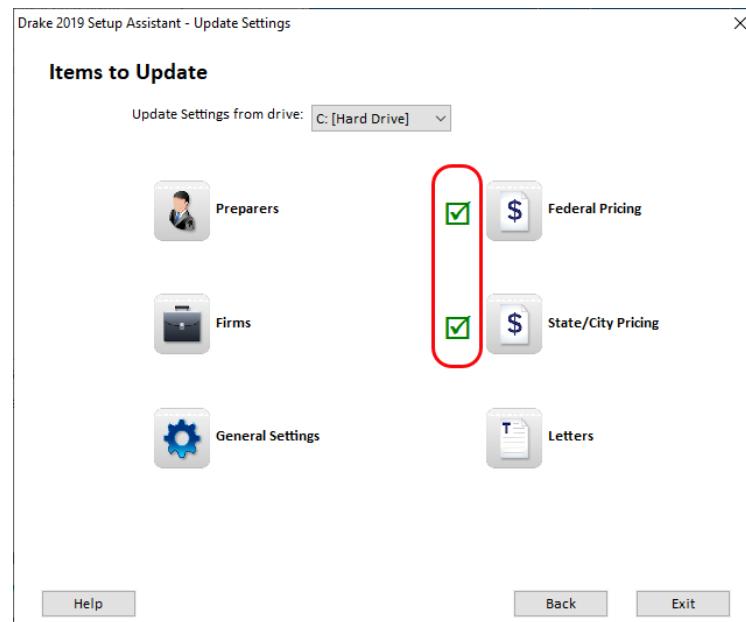 Drake 2019 Setup Assistant - Update Settings
Items to Update
Update Settings from drive: C: [Hard Drive]
Preparers
$ Federal Pricing
Firms
$ State/City Pricing
General Settings
T Letters
Help
Back
Exit